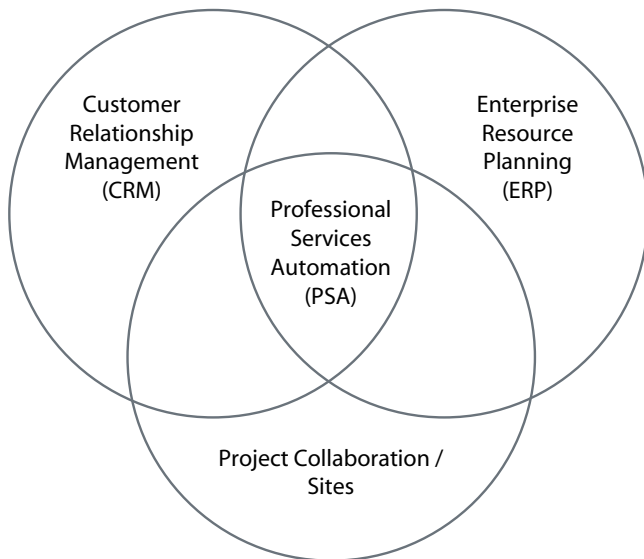 Customer
Relationship
Management
(CRM)
Enterprise
Resource
Planning
(ERP)
Professional
Services
Automation
(PSA)
Project Collaboration /
Sites